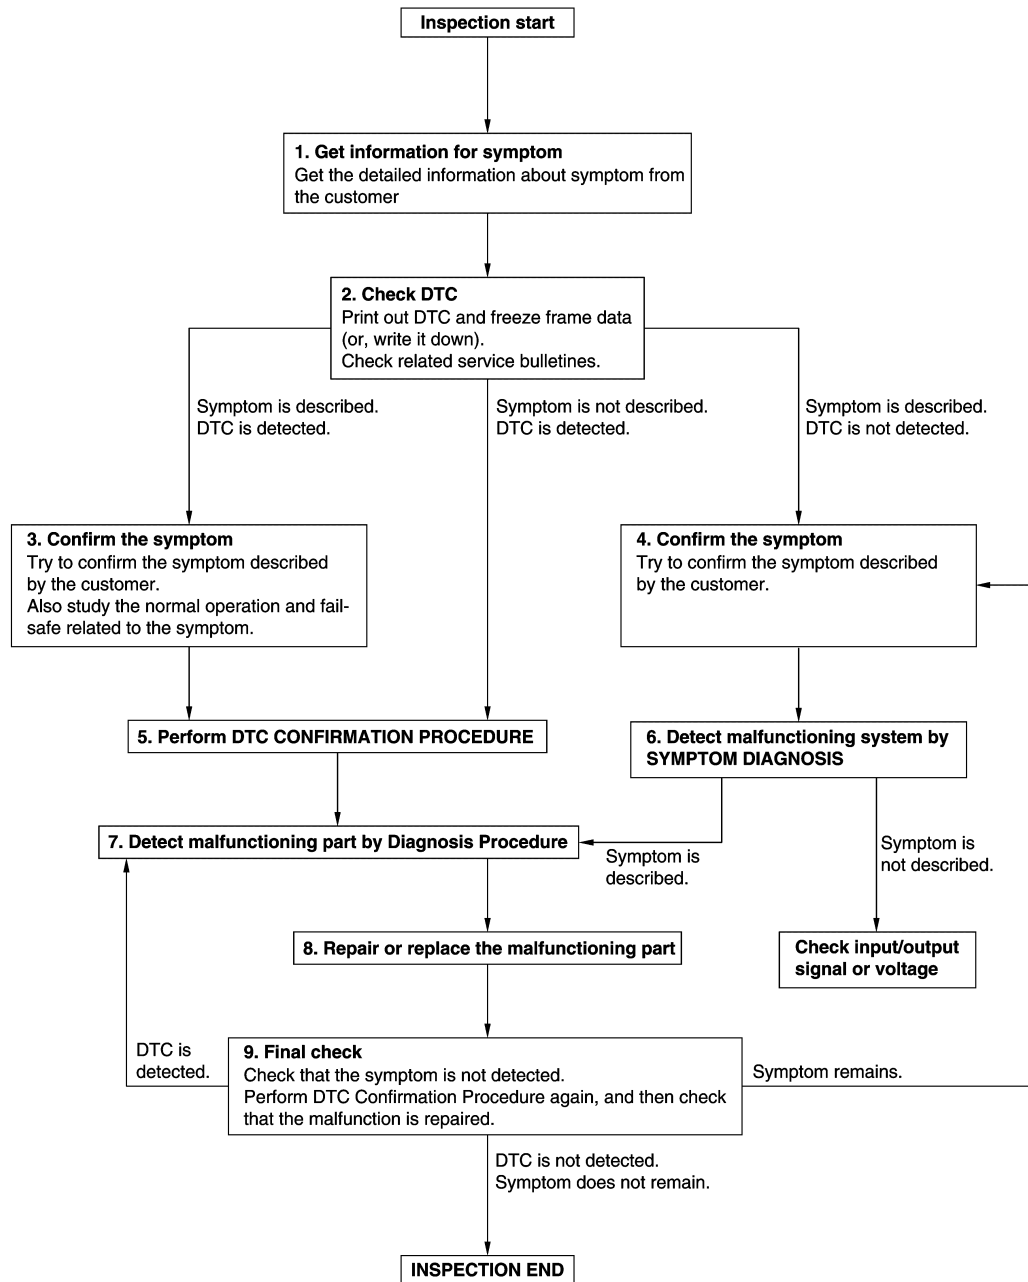 Inspection start
1. Get information for symptom
Get the detailed information about symptom from
the customer
2. Check DTC
Print out DTC and freeze frame data
(or, write it down).
Check related service bulletines.
Symptom is described.
DTC is detected.
Symptom is not described.
DTC is detected.
Symptom is described.
DTC is not detected.
3. Confirm the symptom
Try to confirm the symptom described
by the customer.
Also study the normal operation and fail-
safe related to the symptom.
4. Confirm the symptom
Try to confirm the symptom described
by the customer.
5. Perform DTC CONFIRMATION PROCEDURE
6. Detect malfunctioning system by
SYMPTOM DIAGNOSIS
7. Detect malfunctioning part by Diagnosis Procedure
Symptom is
described.
Symptom is
not described.
8. Repair or replace the malfunctioning part
Check input/output
signal or voltage
DTC is
detected.
9. Final check
Check that the symptom is not detected.
Perform DTC Confirmation Procedure again, and then check
that the malfunction is repaired.
Symptom remains.
DTC is not detected.
Symptom does not remain.
INSPECTION END